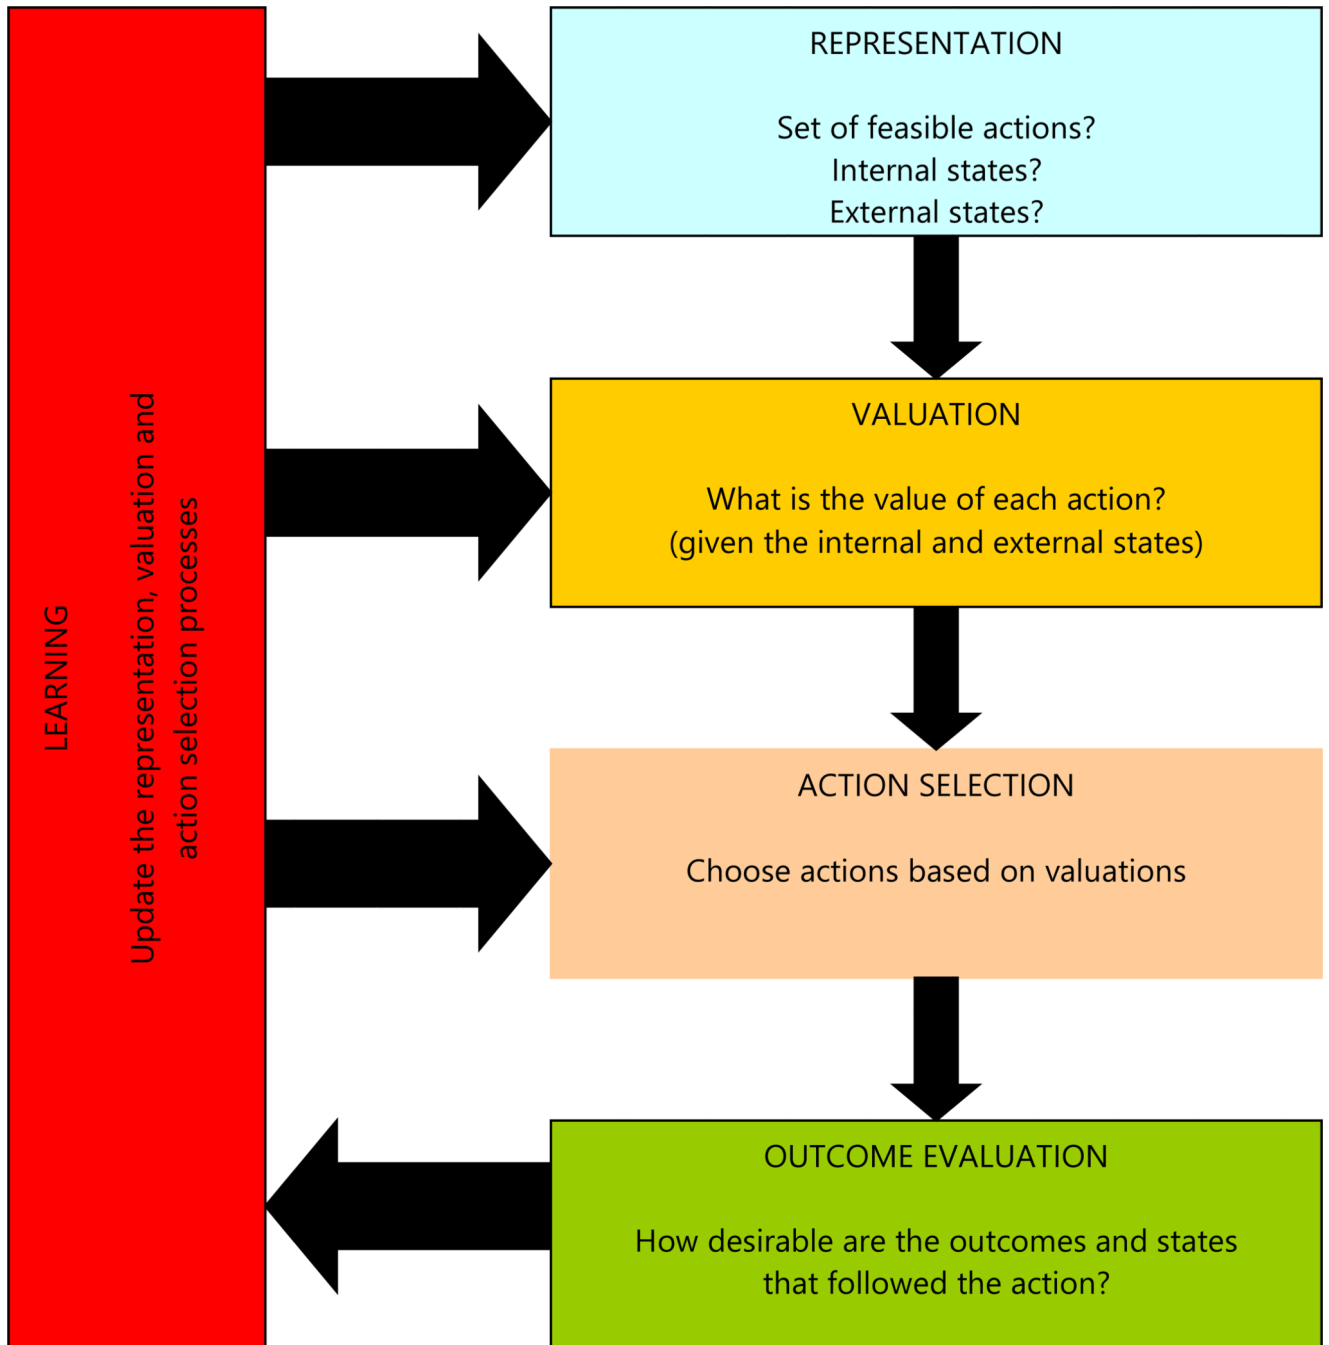 LEARNING
Update the representation, valuation and
action selection processes
REPRESENTATION
Set of feasible actions?
Internal states?
External states?
VALUATION
What is the value of each action?
(given the internal and external states)
ACTION SELECTION
Choose actions based on valuations
OUTCOME EVALUATION
How desirable are the outcomes and states
that followed the action?